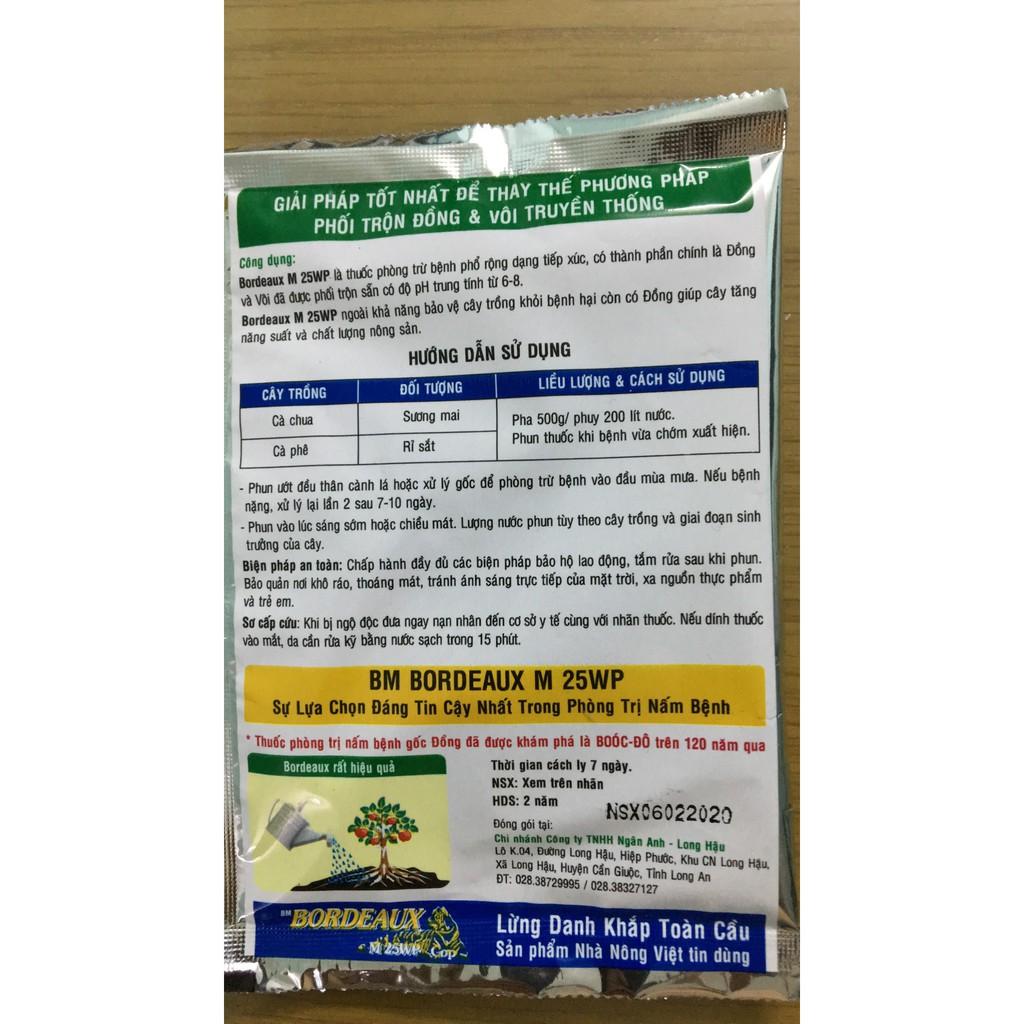 GIẢI PHÁP TỐT NHẤT ĐỂ THAY THẾ PHƯƠNG PHÁP
PHỐI TRỘN ĐỒNG & VÔI TRUYỀN THỐNG
Công dụng:
Bordeaux M 25WP là thuốc phòng trừ bệnh phổ rộng dạng tiếp xúc, có thành phần chính là Đồng
và Vôi đã được phối trộn sẵn có độ pH trung tính từ 6-8.
Bordeaux M 25WP ngoài khả năng bảo vệ cây trồng khỏi bệnh hại còn có Đồng giúp cây tăng
năng suất và chất lượng nông sản.
HƯỚNG DẪN SỬ DỤNG
CÂY TRỒNG ĐỐI TƯỢNG LIỀU LƯỢNG & CÁCH SỬ DỤNG
Cà chua Sương mai Pha 500g/ phuy 200 lít nước.
Cà phê Rỉ sắt Phun thuốc khi bệnh vừa chớm xuất hiện.
- Phun ướt đều thân cành lá hoặc xử lý gốc để phòng trừ bệnh vào đầu mùa mưa. Nếu bệnh
nặng, xử lý lại lần 2 sau 7-10 ngày.
- Phun vào lúc sáng sớm hoặc chiều mát. Lượng nước phun tùy theo cây trồng và giai đoạn sinh
trưởng của cây.
Biện pháp an toàn: Chấp hành đầy đủ các biện pháp bảo hộ lao động, tắm rửa sau khi phun.
Bảo quản nơi khô ráo, thoáng mát, tránh ánh sáng trực tiếp của mặt trời, xa nguồn thực phẩm
và trẻ em.
Sơ cấp cứu: Khi bị ngộ độc đưa ngay nạn nhân đến cơ sở y tế cùng với nhãn thuốc. Nếu dính thuốc
vào mắt, da cần rửa kỹ bằng nước sạch trong 15 phút.
BM BORDEAUX M 25WP
Sự Lựa Chọn Đáng Tin Cậy Nhất Trong Phòng Trị Nấm Bệnh
* Thuốc phòng trị nấm bệnh gốc Đồng đã được khám phá là BOÓC-ĐÔ trên 120 năm qua
Bordeaux rất hiệu quả
Thời gian cách ly 7 ngày.
NSX: Xem trên nhãn
HDS: 2 năm
NSX06022020
Đóng gói tại:
Chi nhánh Công ty TNHH Ngân Anh - Long Hậu
Lô K.04, Đường Long Hậu, Hiệp Phước, Khu CN Long Hậu,
Xã Long Hậu, Huyện Cần Giuộc, Tỉnh Long An
ĐT: 028.38729995 / 028.38327127
BM BORDEAUX
M 25WP Cọp
Lừng Danh Khắp Toàn Cầu
Sản phẩm Nhà Nông Việt tin dùng